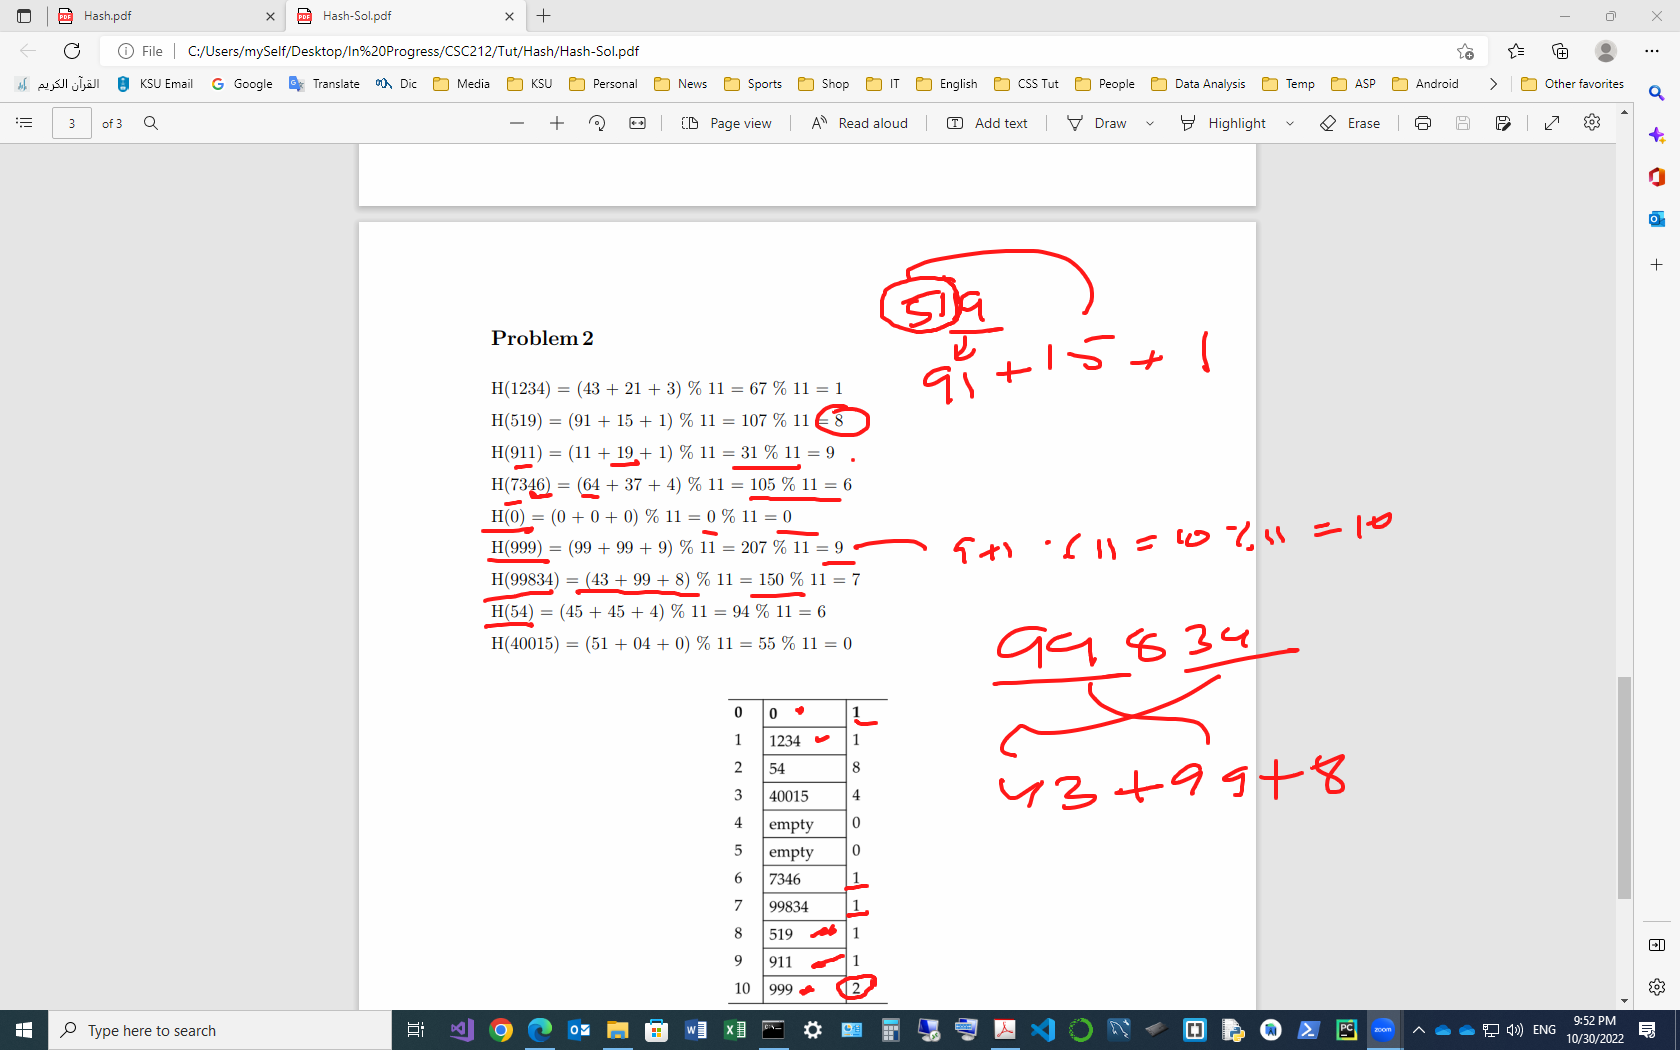 Hash.pdf
Hash-Sol.pdf
File C:/Users/mySelf/Desktop/In%20Progress/CSC212/Tut/Hash/Hash-Sol.pdf
القرآن الكريم KSU Email Google Translate Dic Media KSU Personal News Sports Shop IT English CSS Tut People Data Analysis Temp ASP Android Other favorites
3 of 3 Page view Read aloud Add text Draw Highlight Erase
519
91 + 15 + 1
Problem 2
H(1234) = (43 + 21 + 3) % 11 = 67 % 11 = 1
H(519) = (91 + 15 + 1) % 11 = 107 % 11 = 8
H(911) = (11 + 19 + 1) % 11 = 31 % 11 = 9
H(7346) = (64 + 37 + 4) % 11 = 105 % 11 = 6
H(0) = (0 + 0 + 0) % 11 = 0 % 11 = 0
H(999) = (99 + 99 + 9) % 11 = 207 % 11 = 9
9+1 % 11 = 10 % 11 = 10
H(99834) = (43 + 99 + 8) % 11 = 150 % 11 = 7
H(54) = (45 + 45 + 4) % 11 = 94 % 11 = 6
H(40015) = (51 + 04 + 0) % 11 = 55 % 11 = 0
99 8 34
43 + 99 + 8
0 0 1
1 1234 1
2 54 8
3 40015 4
4 empty 0
5 empty 0
6 7346 1
7 99834 1
8 519 1
9 911 1
10 999 2
Type here to search
zoom
ENG
9:52 PM
10/30/2022